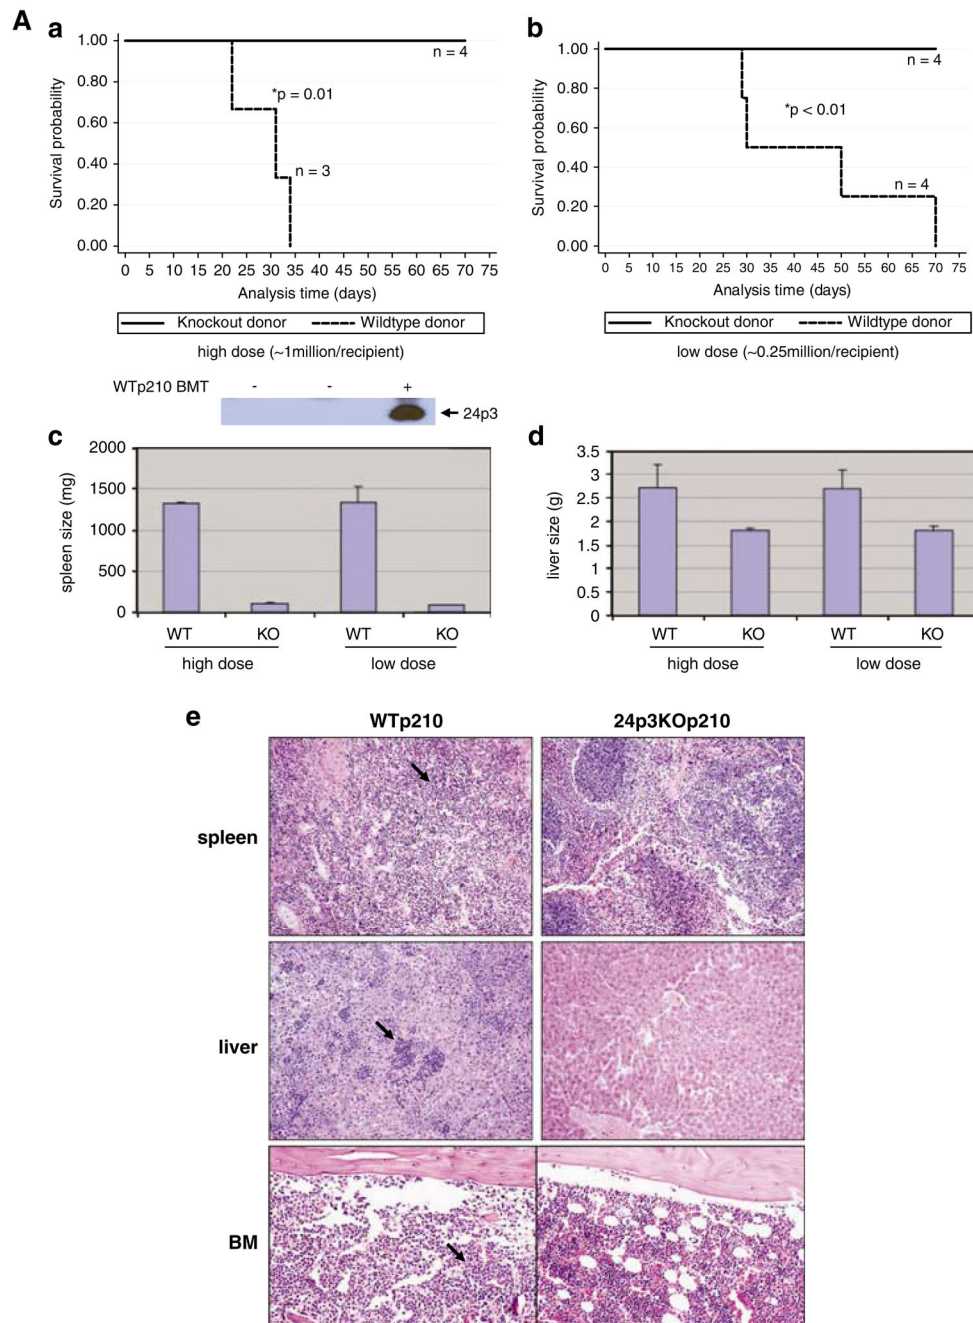 A
a
1.00
0.80
0.60
0.40
0.20
0.00
Survival probability
n = 4
*p = 0.01
n = 3
0 5 10 15 20 25 30 35 40 45 50 55 60 65 70 75
Analysis time (days)
Knockout donor Wildtype donor
high dose (~1million/recipient)
b
1.00
0.80
0.60
0.40
0.20
0.00
Survival probability
n = 4
*p < 0.01
n = 4
0 5 10 15 20 25 30 35 40 45 50 55 60 65 70 75
Analysis time (days)
Knockout donor Wildtype donor
low dose (~0.25million/recipient)
WTp210 BMT - - +
24p3
c
2000
1500
1000
500
0
spleen size (mg)
WT KO WT KO
high dose low dose
d
3.5
3
2.5
2
1.5
1
0.5
0
liver size (g)
WT KO WT KO
high dose low dose
e
WTp210 24p3KOp210
spleen
liver
BM